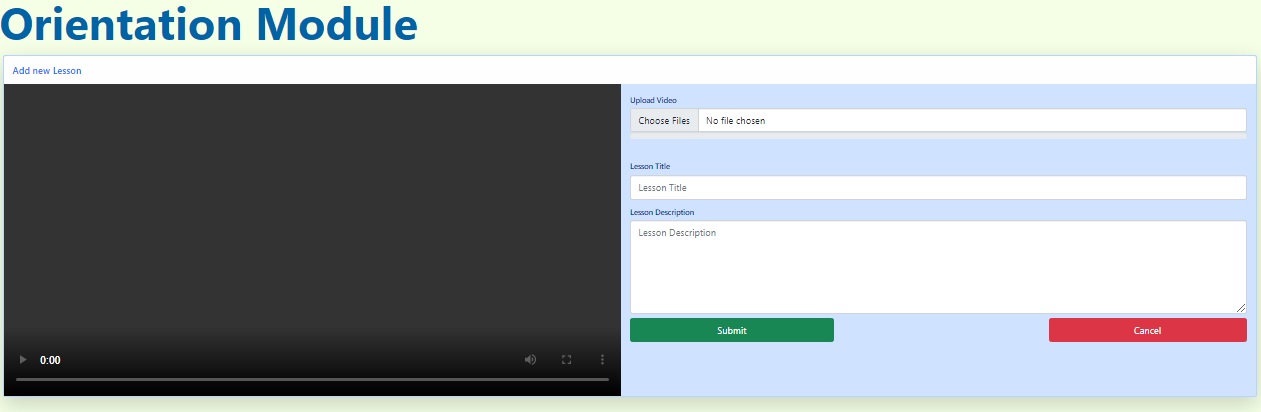 Orientation Module
Add new Lesson
Upload Video
Choose Files No file chosen
Lesson Title
Lesson Title
Lesson Description
Lesson Description
Submit Cancel
0:00